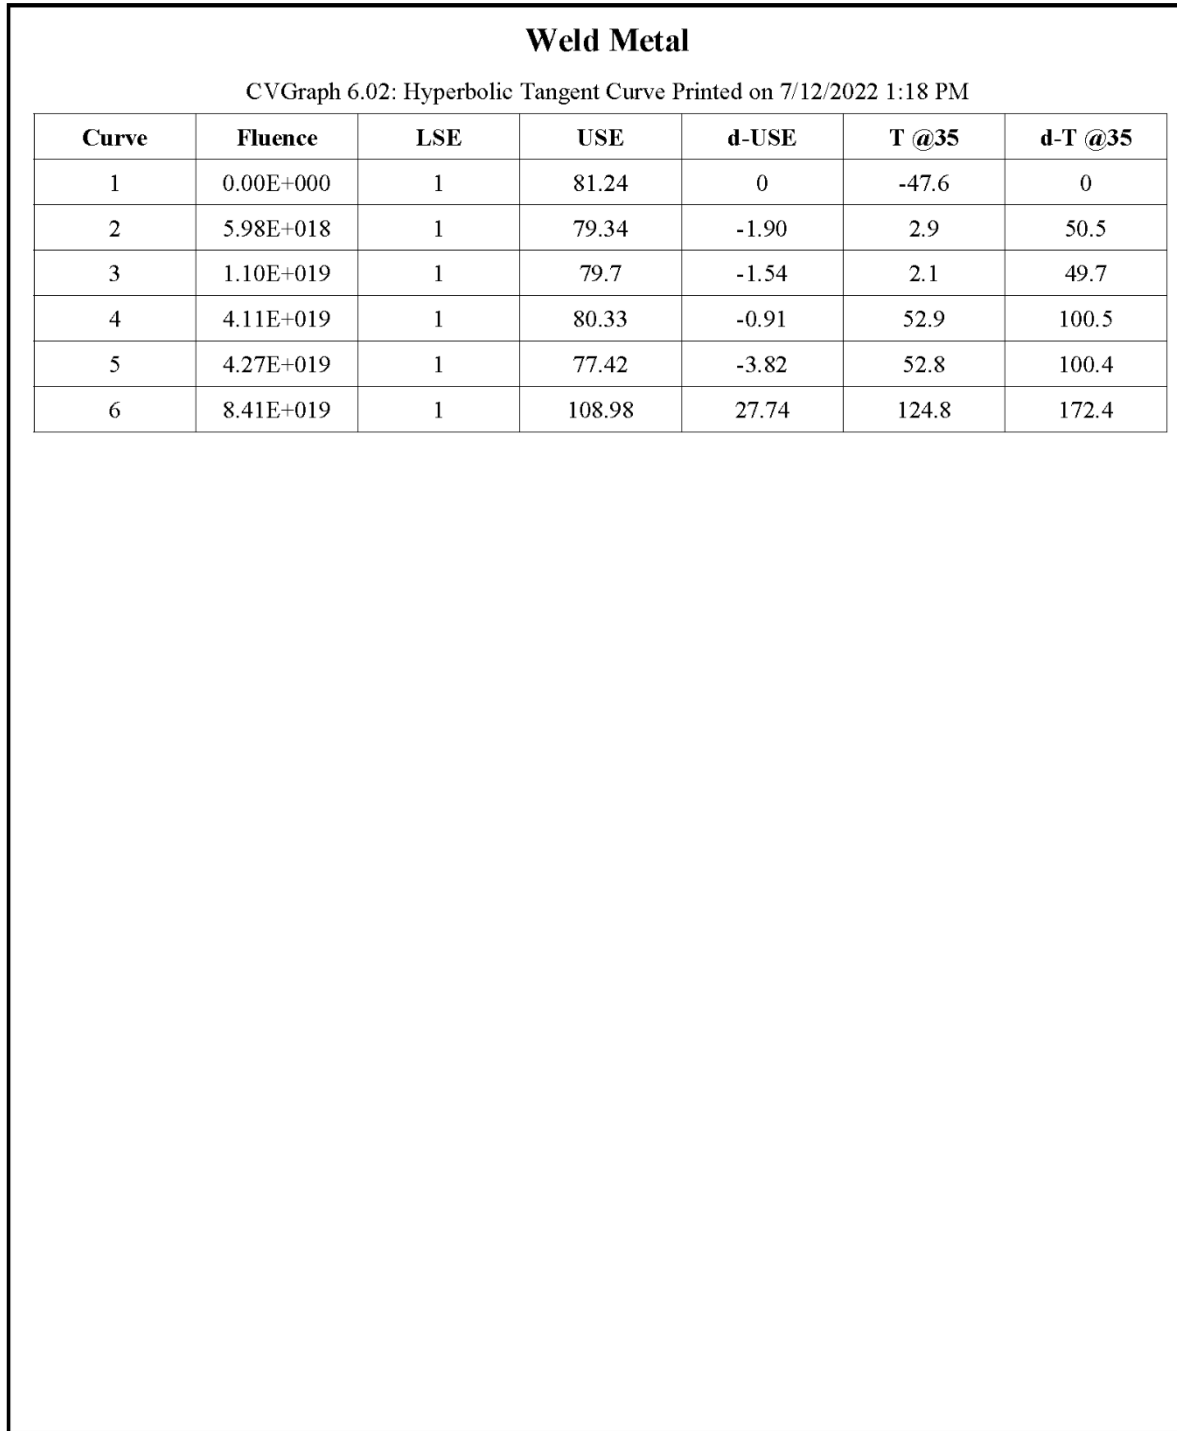 Weld Metal
CVGraph 6.02: Hyperbolic Tangent Curve Printed on 7/12/2022 1:18 PM
Curve Fluence LSE USE d-USE T @35 d-T @35
1 0.00E+000 1 81.24 0 -47.6 0
2 5.98E+018 1 79.34 -1.90 2.9 50.5
3 1.10E+019 1 79.7 -1.54 2.1 49.7
4 4.11E+019 1 80.33 -0.91 52.9 100.5
5 4.27E+019 1 77.42 -3.82 52.8 100.4
6 8.41E+019 1 108.98 27.74 124.8 172.4